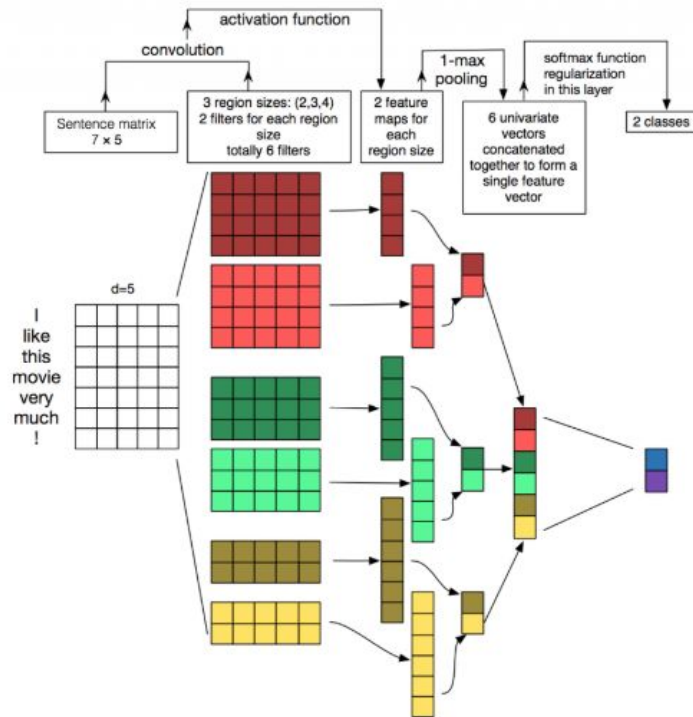 activation function
convolution
1-max
pooling
softmax function
regularization
in this layer
Sentence matrix
7 × 5
3 region sizes: (2,3,4)
2 filters for each region
size
totally 6 filters
2 feature
maps for
each
region size
6 univariate
vectors
concatenated
together to form a
single feature
vector
2 classes
d=5
I
like
this
movie
very
much
!